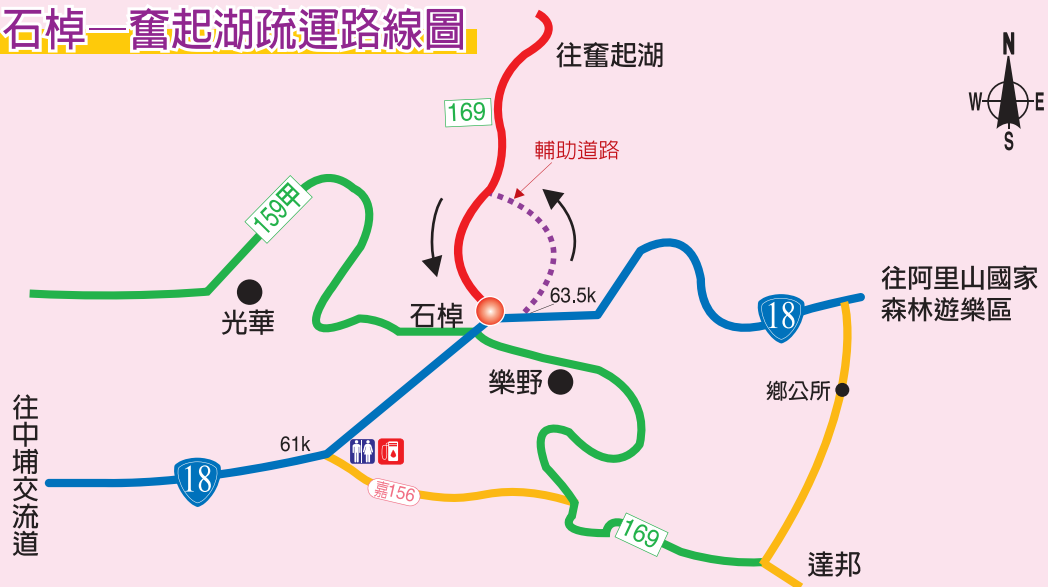 石棹—奮起湖疏運路線圖
往奮起湖
N
W E
S
169
輔助道路
159甲
光華
石棹
63.5k
往阿里山國家
森林遊樂區
18
樂野
鄉公所
往中埔交流道
61k
18
嘉156
169
達邦